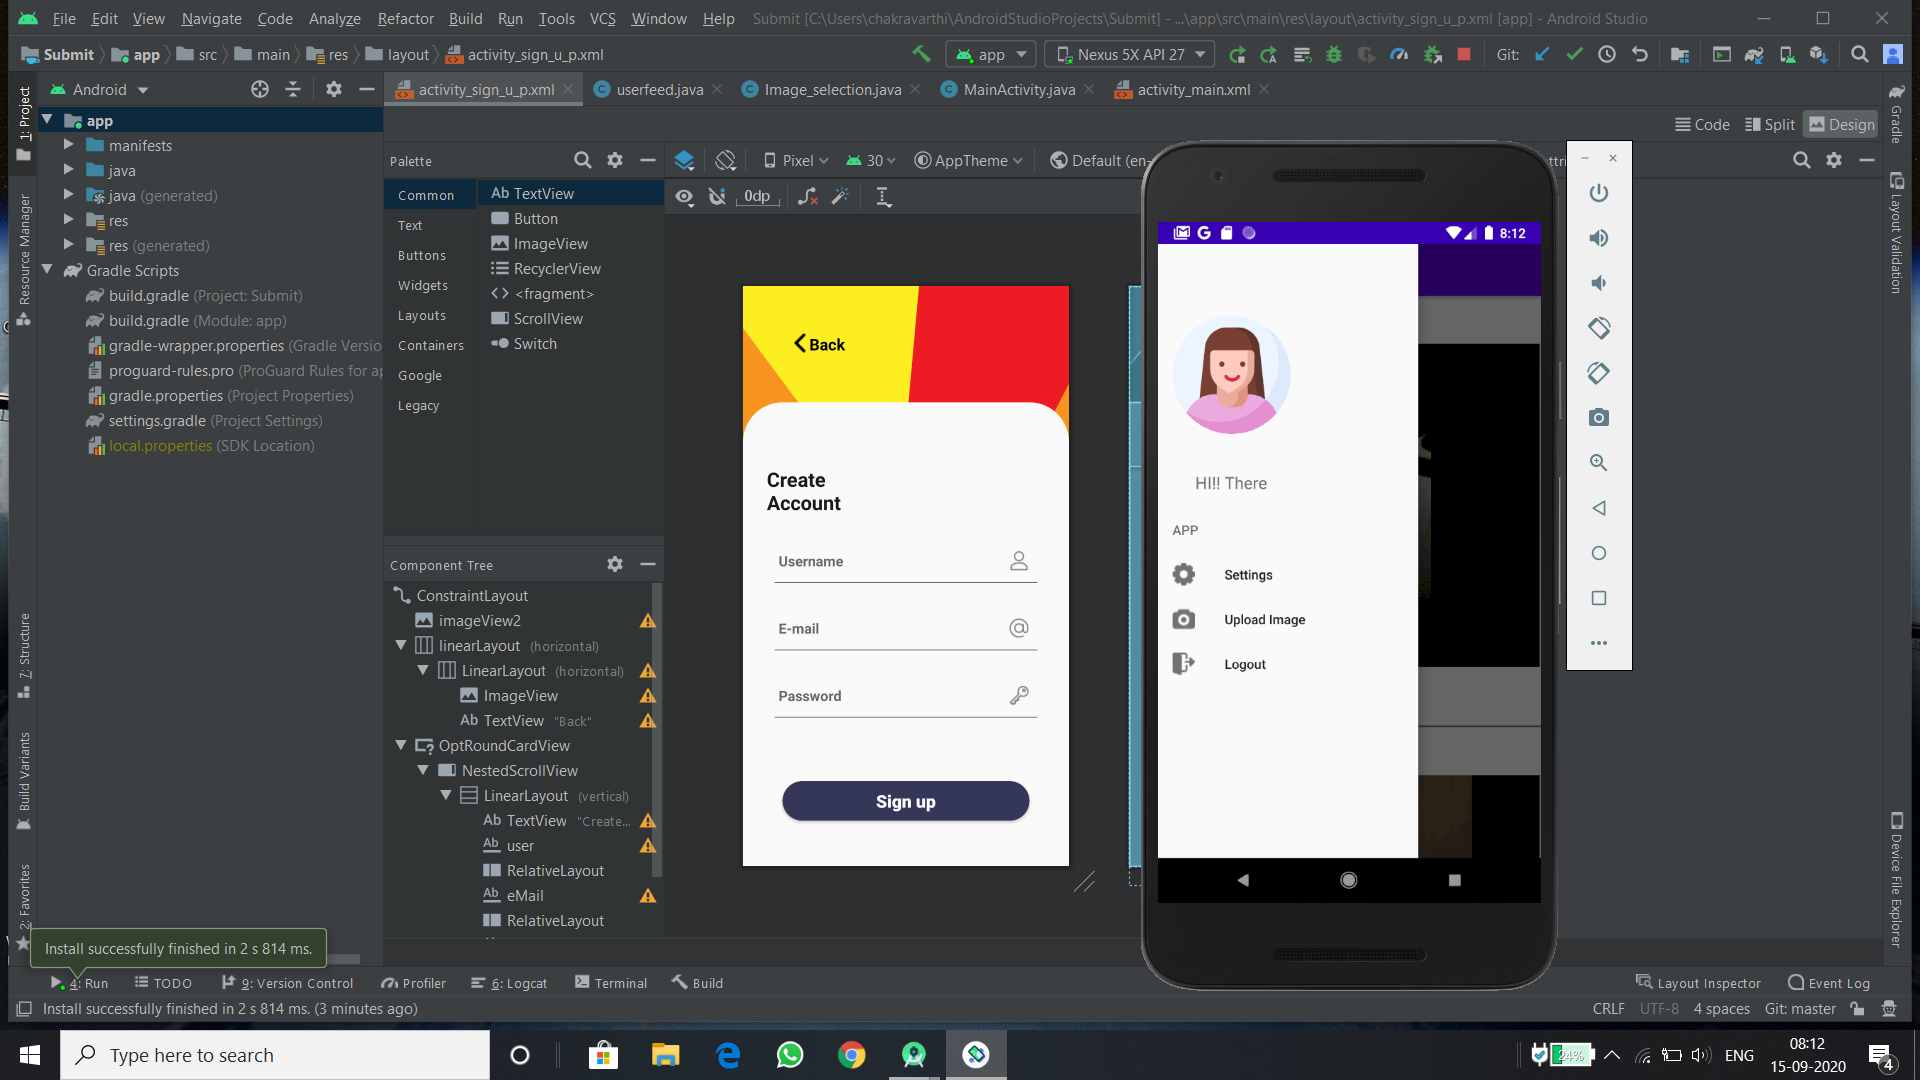 File Edit View Navigate Code Analyze Refactor Build Run Tools VCS Window Help Submit [C:\Users\chakravarthi\AndroidStudioProjects\Submit] - ...\app\src\main\res\layout\activity_sign_u_p.xml [app] - Android Studio
Submit app src main res layout activity_sign_u_p.xml
app Nexus 5X API 27 Git:
Android
activity_sign_u_p.xml userfeed.java Image_selection.java MainActivity.java activity_main.xml
Code Split Design
1: Project
Resource Manager
7: Structure
Build Variants
2: Favorites
app
manifests
java
java (generated)
res
res (generated)
Gradle Scripts
build.gradle (Project: Submit)
build.gradle (Module: app)
gradle-wrapper.properties (Gradle Versio
proguard-rules.pro (ProGuard Rules for ap
gradle.properties (Project Properties)
settings.gradle (Project Settings)
local.properties (SDK Location)
Palette
Common
Text
Buttons
Widgets
Layouts
Containers
Google
Legacy
Ab TextView
Button
ImageView
RecyclerView
<fragment>
ScrollView
Switch
Pixel 30 AppTheme Default (en-
0dp
Component Tree
ConstraintLayout
imageView2
linearLayout (horizontal)
LinearLayout (horizontal)
ImageView
Ab TextView "Back"
OptRoundCardView
NestedScrollView
LinearLayout (vertical)
Ab TextView "Create...
Ab user
RelativeLayout
Ab eMail
RelativeLayout
Back
Create
Account
Username
E-mail
Password
Sign up
8:12
HI!! There
APP
Settings
Upload Image
Logout
ttri
Gradle
Layout Validation
Device File Explorer
Install successfully finished in 2 s 814 ms.
4: Run TODO 9: Version Control Profiler 6: Logcat Terminal Build Layout Inspector Event Log
Install successfully finished in 2 s 814 ms. (3 minutes ago) CRLF UTF-8 4 spaces Git: master
Type here to search
24% ENG
08:12
15-09-2020
4